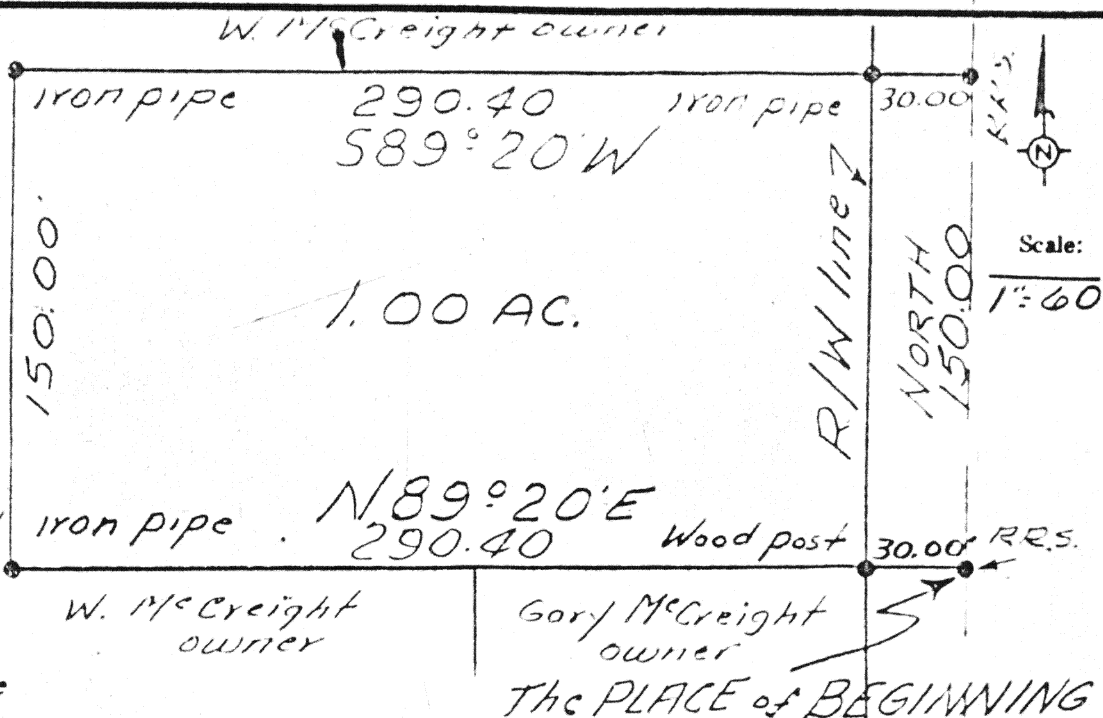 W. McCreight owner
iron pipe
290.40
iron pipe
30.00
S89°20'W
RR'S
N
Scale:
1"=60
150.00'
1.00 AC.
R/W line
NORTH
150.00
N89°20'E
iron pipe
290.40
Wood post
30.00'
R.R.S.
W. McCreight
owner
Gary McCreight
owner
The PLACE of BEGINNING